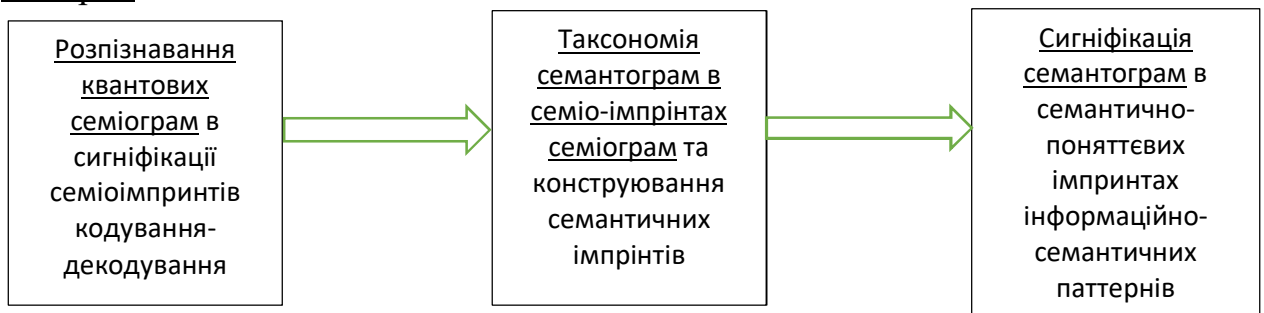 Розпізнавання
квантових
семіограм в
сигніфікації
семіоімпринтів
кодування-
декодування
Таксономія
семантограм в
семіо-імпрінтах
семіограм та
конструювання
семантичних
імпрінтів
Сигніфікація
семантограм в
семантично-
поняттєвих
імпринтах
інформаційно-
семантичних
паттернів